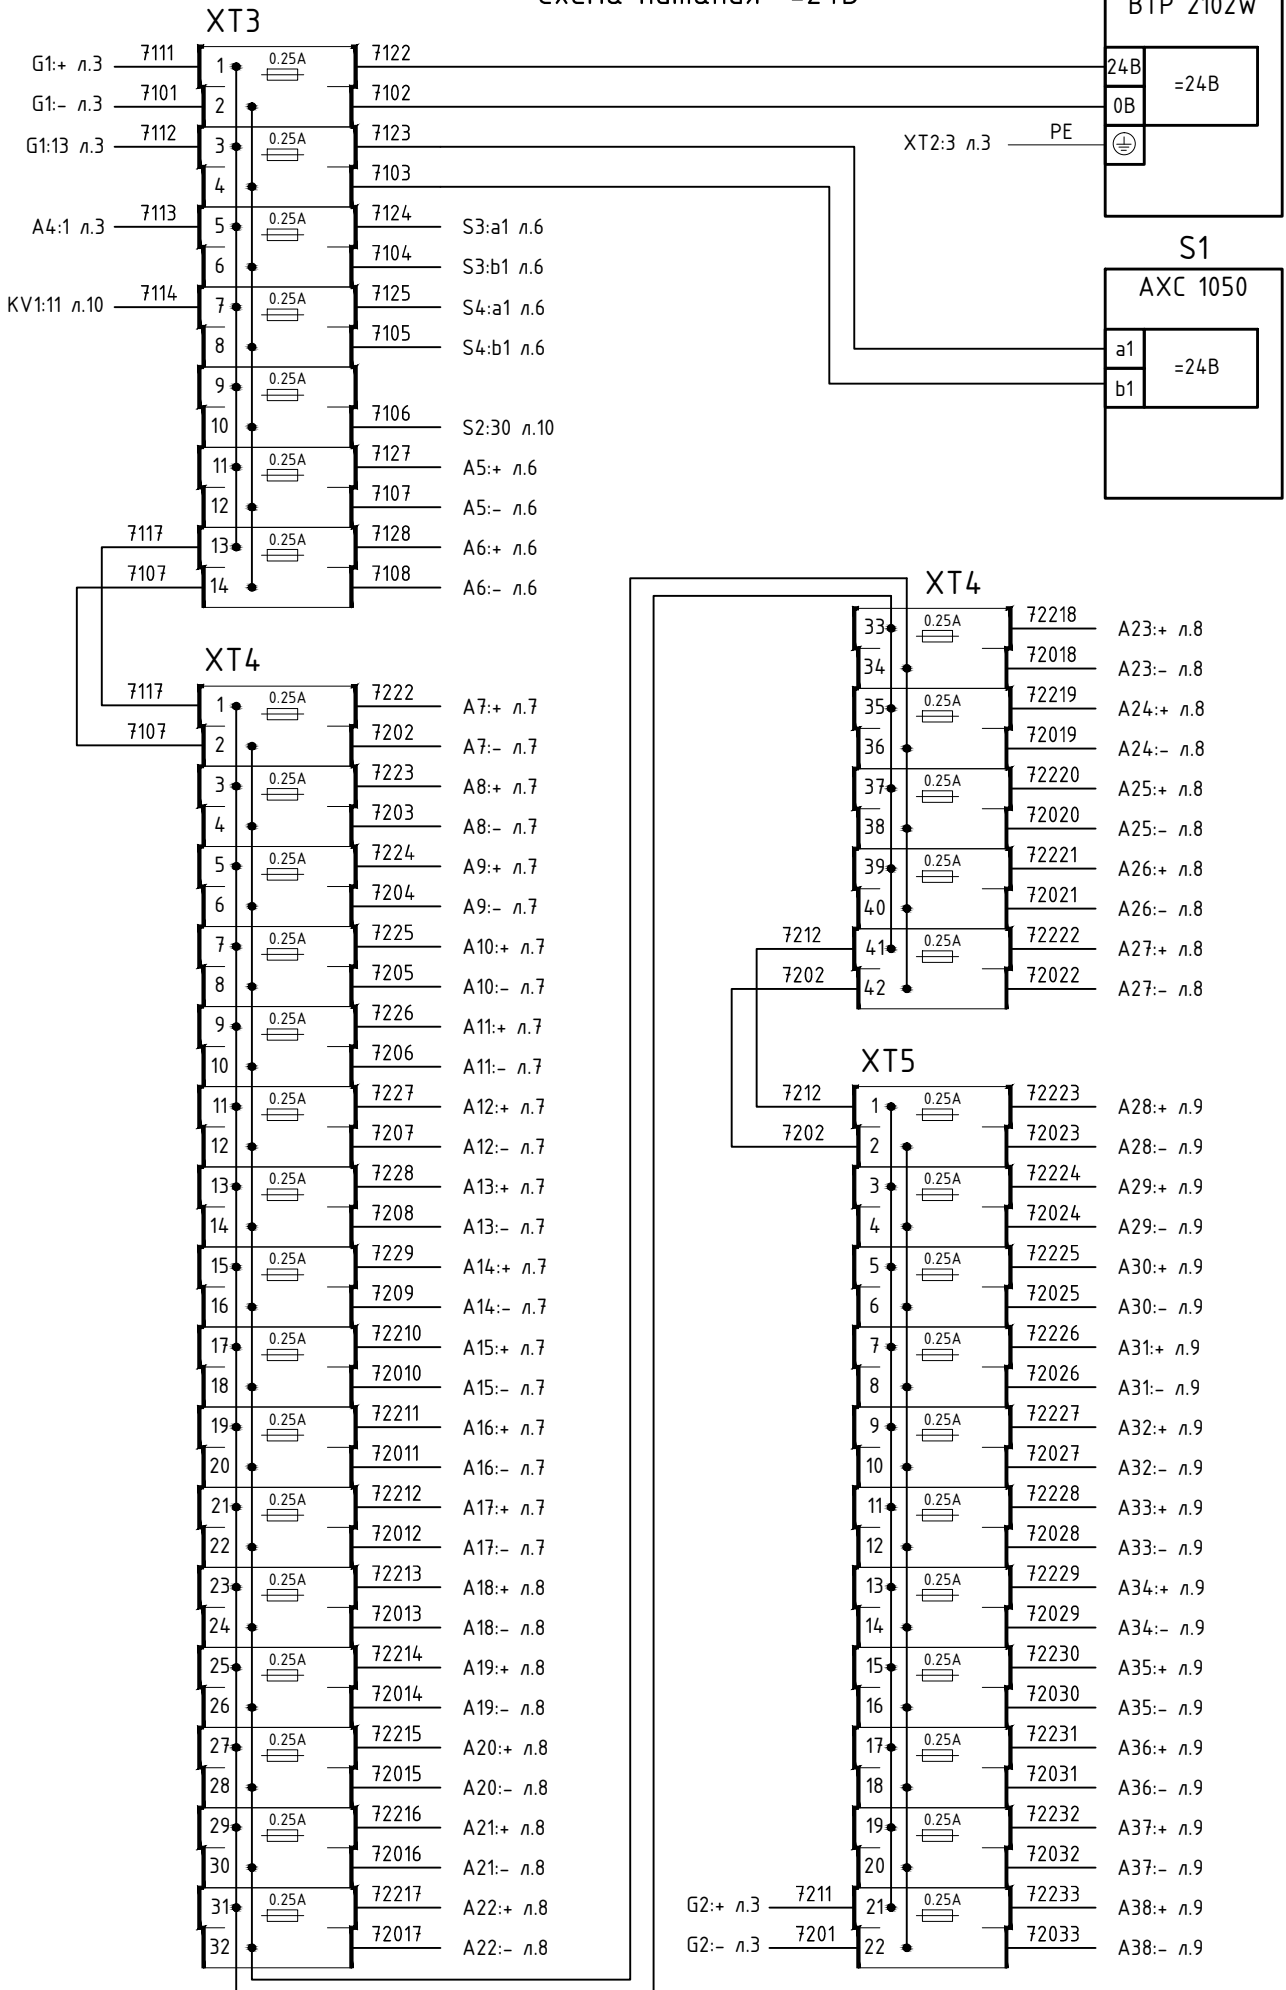 Схема питания =24В
BTP 2102W
24В =24В
0В
XT2:3 л.3 PE
S1
AXC 1050
a1 =24В
b1
XT3
G1:+ л.3 7111 1 0.25A 7122
G1:– л.3 7101 2 7102
G1:13 л.3 7112 3 0.25A 7123
4 7103
A4:1 л.3 7113 5 0.25A 7124 S3:a1 л.6
6 7104 S3:b1 л.6
KV1:11 л.10 7114 7 0.25A 7125 S4:a1 л.6
8 7105 S4:b1 л.6
9 0.25A
10 7106 S2:30 л.10
11 0.25A 7127 A5:+ л.6
12 7107 A5:– л.6
7117 13 0.25A 7128 A6:+ л.6
7107 14 7108 A6:– л.6
XT4
7117 1 0.25A 7222 A7:+ л.7
7107 2 7202 A7:– л.7
3 0.25A 7223 A8:+ л.7
4 7203 A8:– л.7
5 0.25A 7224 A9:+ л.7
6 7204 A9:– л.7
7 0.25A 7225 A10:+ л.7
8 7205 A10:– л.7
9 0.25A 7226 A11:+ л.7
10 7206 A11:– л.7
11 0.25A 7227 A12:+ л.7
12 7207 A12:– л.7
13 0.25A 7228 A13:+ л.7
14 7208 A13:– л.7
15 0.25A 7229 A14:+ л.7
16 7209 A14:– л.7
17 0.25A 72210 A15:+ л.7
18 72010 A15:– л.7
19 0.25A 72211 A16:+ л.7
20 72011 A16:– л.7
21 0.25A 72212 A17:+ л.7
22 72012 A17:– л.7
23 0.25A 72213 A18:+ л.8
24 72013 A18:– л.8
25 0.25A 72214 A19:+ л.8
26 72014 A19:– л.8
27 0.25A 72215 A20:+ л.8
28 72015 A20:– л.8
29 0.25A 72216 A21:+ л.8
30 72016 A21:– л.8
31 0.25A 72217 A22:+ л.8
32 72017 A22:– л.8
XT4
33 0.25A 72218 A23:+ л.8
34 72018 A23:– л.8
35 0.25A 72219 A24:+ л.8
36 72019 A24:– л.8
37 0.25A 72220 A25:+ л.8
38 72020 A25:– л.8
39 0.25A 72221 A26:+ л.8
40 72021 A26:– л.8
7212 41 0.25A 72222 A27:+ л.8
7202 42 72022 A27:– л.8
XT5
7212 1 0.25A 72223 A28:+ л.9
7202 2 72023 A28:– л.9
3 0.25A 72224 A29:+ л.9
4 72024 A29:– л.9
5 0.25A 72225 A30:+ л.9
6 72025 A30:– л.9
7 0.25A 72226 A31:+ л.9
8 72026 A31:– л.9
9 0.25A 72227 A32:+ л.9
10 72027 A32:– л.9
11 0.25A 72228 A33:+ л.9
12 72028 A33:– л.9
13 0.25A 72229 A34:+ л.9
14 72029 A34:– л.9
15 0.25A 72230 A35:+ л.9
16 72030 A35:– л.9
17 0.25A 72231 A36:+ л.9
18 72031 A36:– л.9
19 0.25A 72232 A37:+ л.9
20 72032 A37:– л.9
G2:+ л.3 7211 21 0.25A 72233 A38:+ л.9
G2:– л.3 7201 22 72033 A38:– л.9